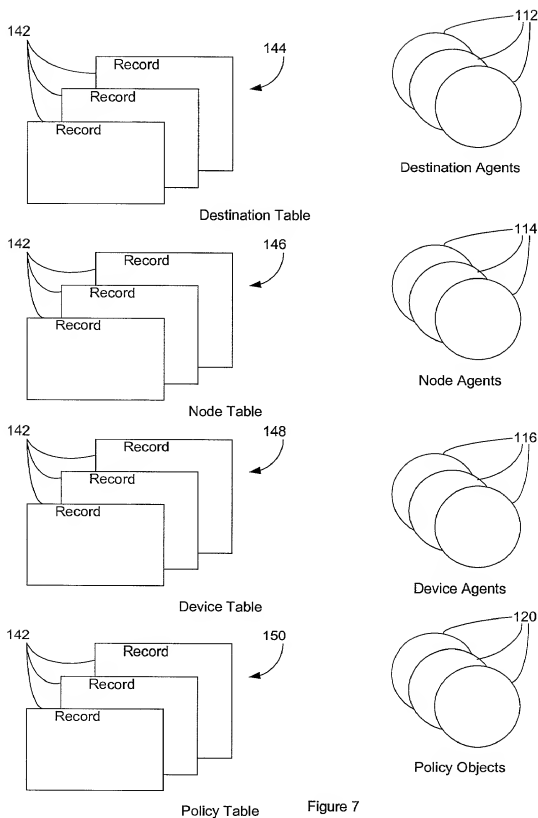 142
Record
Record
Record
144
Destination Table
112
Destination Agents
142
Record
Record
Record
146
Node Table
114
Node Agents
142
Record
Record
Record
148
Device Table
116
Device Agents
142
Record
Record
Record
150
Policy Table
120
Policy Objects
Figure 7